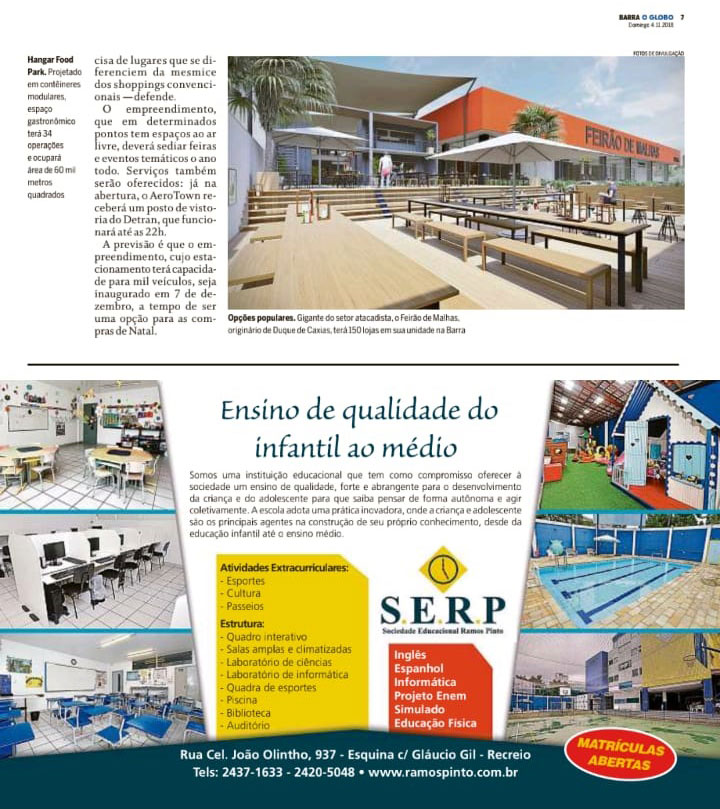 BARRA O GLOBO 7
Domingo 4.11.2018
FOTOS DE DIVULGAÇÃO
Hangar Food
Park. Projetado
em contêineres
modulares,
espaço
gastronômico
terá 34
operações
e ocupará
área de 60 mil
metros
quadrados
cisa de lugares que se di-
ferenciem da mesmice
dos shoppings convenci-
onais —defende.
O empreendimento,
que em determinados
pontos tem espaços ao ar
livre, deverá sediar feiras
e eventos temáticos o ano
todo. Serviços também
serão oferecidos: já na
abertura, o AeroTown re-
ceberá um posto de visto-
ria do Detran, que funcio-
nará até as 22h.
A previsão é que o em-
preendimento, cujo esta-
cionamento terá capacida-
de para mil veículos, seja
inaugurado em 7 de de-
zembro, a tempo de ser
uma opção para as com-
pras de Natal.
FEIRÃO DE MALHAS
Opções populares. Gigante do setor atacadista, o Feirão de Malhas,
originário de Duque de Caxias, terá 150 lojas em sua unidade na Barra
Ensino de qualidade do
infantil ao médio
Somos uma instituição educacional que tem como compromisso oferecer à
sociedade um ensino de qualidade, forte e abrangente para o desenvolvimento
da criança e do adolescente para que saiba pensar de forma autônoma e agir
coletivamente. A escola adota uma prática inovadora, onde a criança e adolescente
são os principais agentes na construção de seu próprio conhecimento, desde da
educação infantil até o ensino médio.
Atividades Extracurriculares:
- Esportes
- Cultura
- Passeios
Estrutura:
- Quadro interativo
- Salas amplas e climatizadas
- Laboratório de ciências
- Laboratório de informática
- Quadra de esportes
- Piscina
- Biblioteca
- Auditório
S.E.R.P
Sociedade Educacional Ramos Pinto
Inglês
Espanhol
Informática
Projeto Enem
Simulado
Educação Física
Rua Cel. João Olintho, 937 - Esquina c/ Gláucio Gil - Recreio
Tels: 2437-1633 - 2420-5048 • www.ramospinto.com.br
MATRÍCULAS
ABERTAS